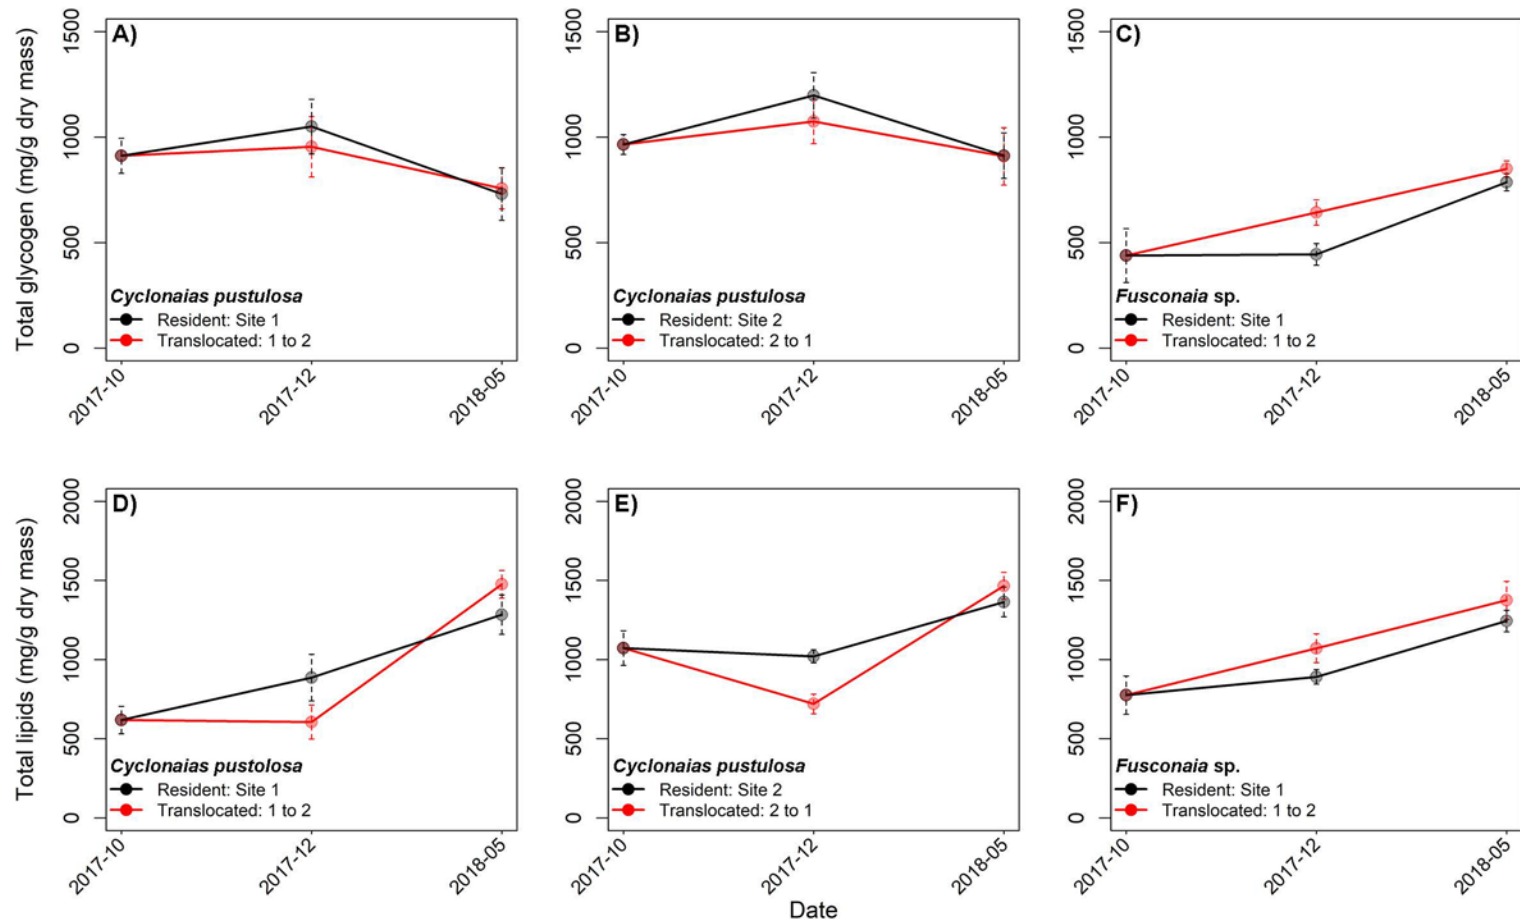 Total glycogen (mg/g dry mass)
1500
1000
500
0
A)
Cyclonaias pustulosa
Resident: Site 1
Translocated: 1 to 2
2017-10
2017-12
2018-05
1500
1000
500
0
B)
Cyclonaias pustulosa
Resident: Site 2
Translocated: 2 to 1
2017-10
2017-12
2018-05
1500
1000
500
0
C)
Fusconaia sp.
Resident: Site 1
Translocated: 1 to 2
2017-10
2017-12
2018-05
Total lipids (mg/g dry mass)
2000
1500
1000
500
0
D)
Cyclonaias pustolosa
Resident: Site 1
Translocated: 1 to 2
2017-10
2017-12
2018-05
2000
1500
1000
500
0
E)
Cyclonaias pustulosa
Resident: Site 2
Translocated: 2 to 1
2017-10
2017-12
2018-05
2000
1500
1000
500
0
F)
Fusconaia sp.
Resident: Site 1
Translocated: 1 to 2
2017-10
2017-12
2018-05
Date